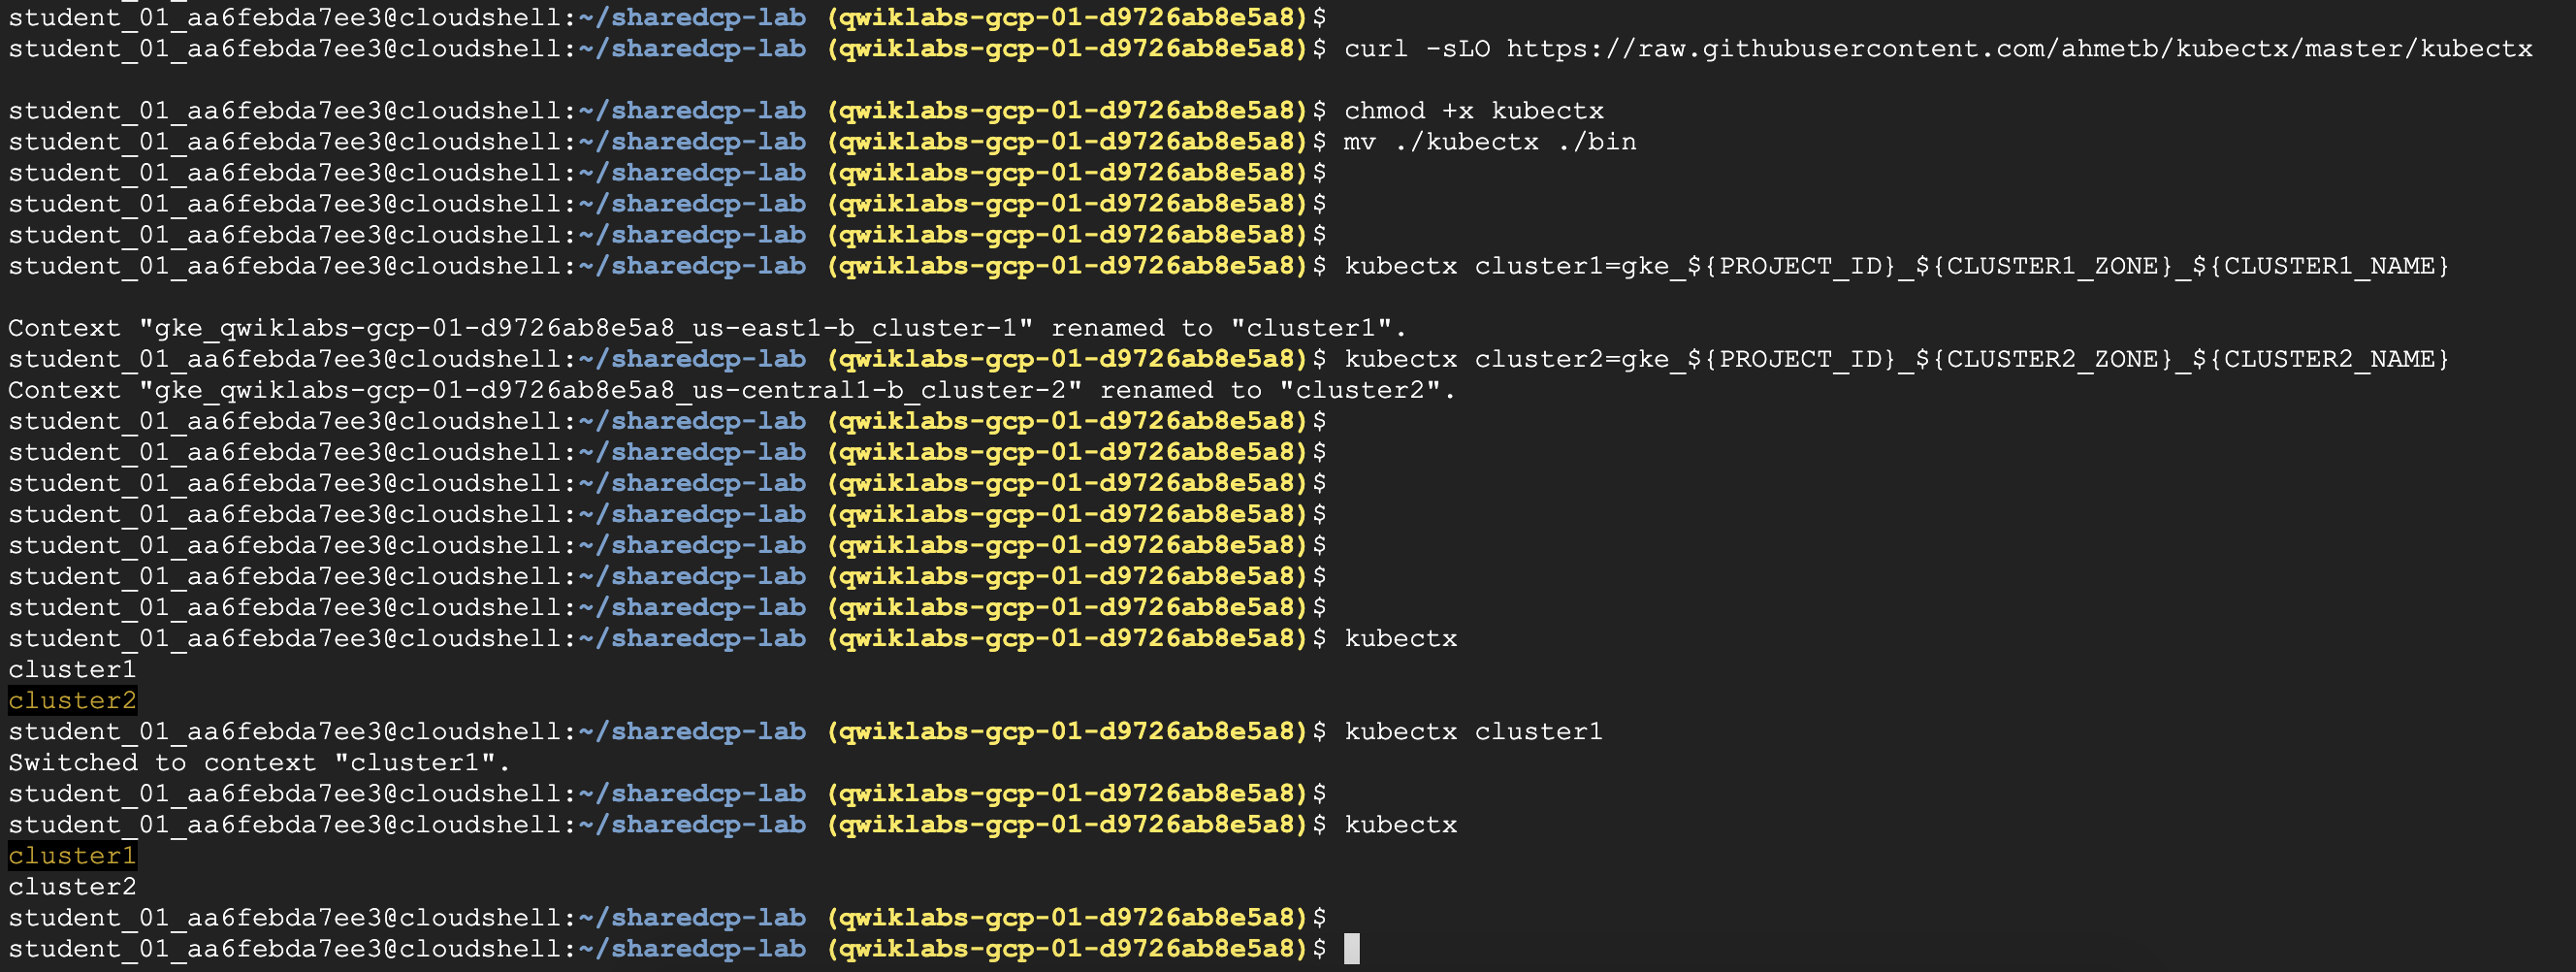 student_01_aa6febda7ee3@cloudshell:~/sharedcp-lab (qwiklabs-gcp-01-d9726ab8e5a8)$
student_01_aa6febda7ee3@cloudshell:~/sharedcp-lab (qwiklabs-gcp-01-d9726ab8e5a8)$ curl -sLO https://raw.githubusercontent.com/ahmetb/kubectx/master/kubectx
student_01_aa6febda7ee3@cloudshell:~/sharedcp-lab (qwiklabs-gcp-01-d9726ab8e5a8)$ chmod +x kubectx
student_01_aa6febda7ee3@cloudshell:~/sharedcp-lab (qwiklabs-gcp-01-d9726ab8e5a8)$ mv ./kubectx ./bin
student_01_aa6febda7ee3@cloudshell:~/sharedcp-lab (qwiklabs-gcp-01-d9726ab8e5a8)$
student_01_aa6febda7ee3@cloudshell:~/sharedcp-lab (qwiklabs-gcp-01-d9726ab8e5a8)$
student_01_aa6febda7ee3@cloudshell:~/sharedcp-lab (qwiklabs-gcp-01-d9726ab8e5a8)$
student_01_aa6febda7ee3@cloudshell:~/sharedcp-lab (qwiklabs-gcp-01-d9726ab8e5a8)$ kubectx cluster1=gke_${PROJECT_ID}_${CLUSTER1_ZONE}_${CLUSTER1_NAME}
Context "gke_qwiklabs-gcp-01-d9726ab8e5a8_us-east1-b_cluster-1" renamed to "cluster1".
student_01_aa6febda7ee3@cloudshell:~/sharedcp-lab (qwiklabs-gcp-01-d9726ab8e5a8)$ kubectx cluster2=gke_${PROJECT_ID}_${CLUSTER2_ZONE}_${CLUSTER2_NAME}
Context "gke_qwiklabs-gcp-01-d9726ab8e5a8_us-central1-b_cluster-2" renamed to "cluster2".
student_01_aa6febda7ee3@cloudshell:~/sharedcp-lab (qwiklabs-gcp-01-d9726ab8e5a8)$
student_01_aa6febda7ee3@cloudshell:~/sharedcp-lab (qwiklabs-gcp-01-d9726ab8e5a8)$
student_01_aa6febda7ee3@cloudshell:~/sharedcp-lab (qwiklabs-gcp-01-d9726ab8e5a8)$
student_01_aa6febda7ee3@cloudshell:~/sharedcp-lab (qwiklabs-gcp-01-d9726ab8e5a8)$
student_01_aa6febda7ee3@cloudshell:~/sharedcp-lab (qwiklabs-gcp-01-d9726ab8e5a8)$
student_01_aa6febda7ee3@cloudshell:~/sharedcp-lab (qwiklabs-gcp-01-d9726ab8e5a8)$
student_01_aa6febda7ee3@cloudshell:~/sharedcp-lab (qwiklabs-gcp-01-d9726ab8e5a8)$
student_01_aa6febda7ee3@cloudshell:~/sharedcp-lab (qwiklabs-gcp-01-d9726ab8e5a8)$ kubectx
cluster1
cluster2
student_01_aa6febda7ee3@cloudshell:~/sharedcp-lab (qwiklabs-gcp-01-d9726ab8e5a8)$ kubectx cluster1
Switched to context "cluster1".
student_01_aa6febda7ee3@cloudshell:~/sharedcp-lab (qwiklabs-gcp-01-d9726ab8e5a8)$
student_01_aa6febda7ee3@cloudshell:~/sharedcp-lab (qwiklabs-gcp-01-d9726ab8e5a8)$ kubectx
cluster1
cluster2
student_01_aa6febda7ee3@cloudshell:~/sharedcp-lab (qwiklabs-gcp-01-d9726ab8e5a8)$
student_01_aa6febda7ee3@cloudshell:~/sharedcp-lab (qwiklabs-gcp-01-d9726ab8e5a8)$